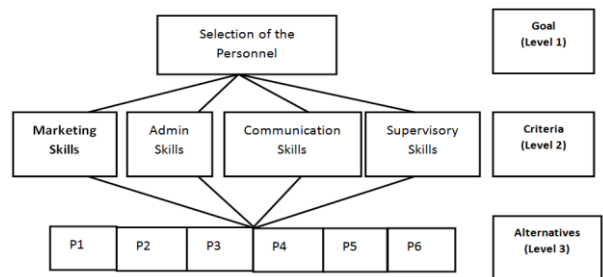 Selection of the
Personnel
Goal
(Level 1)
Marketing
Skills
Admin
Skills
Communication
Skills
Supervisory
Skills
Criteria
(Level 2)
P1 P2 P3 P4 P5 P6
Alternatives
(Level 3)